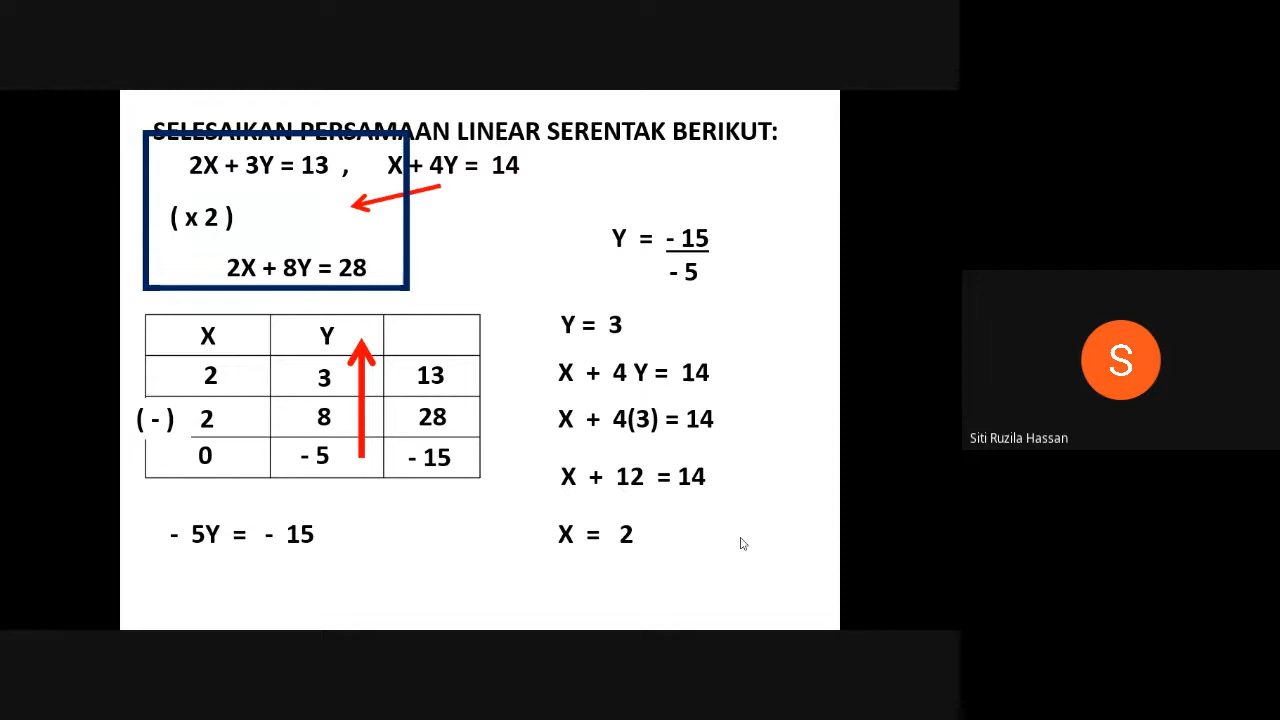 SELESAIKAN PERSAMAAN LINEAR SERENTAK BERIKUT:
2X + 3Y = 13 , X + 4Y = 14
( x 2 )
2X + 8Y = 28
X Y
2 3 13
( - ) 2 8 28
0 - 5 - 15
- 5Y = - 15
Y = - 15
- 5
Y = 3
X + 4 Y = 14
X + 4(3) = 14
X + 12 = 14
X = 2
S
Siti Ruzila Hassan